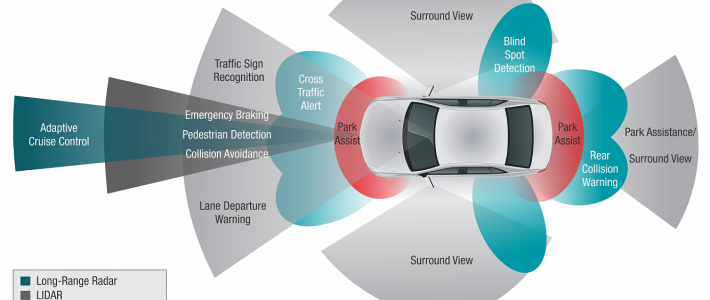 Surround View
Blind
Spot
Detection
Traffic Sign
Recognition
Cross
Traffic
Alert
Emergency Braking
Adaptive
Cruise Control
Pedestrian Detection
Collision Avoidance
Park
Assist
Park
Assist
Park Assistance/
Surround View
Rear
Collision
Warning
Lane Departure
Warning
Surround View
Long-Range Radar
LIDAR